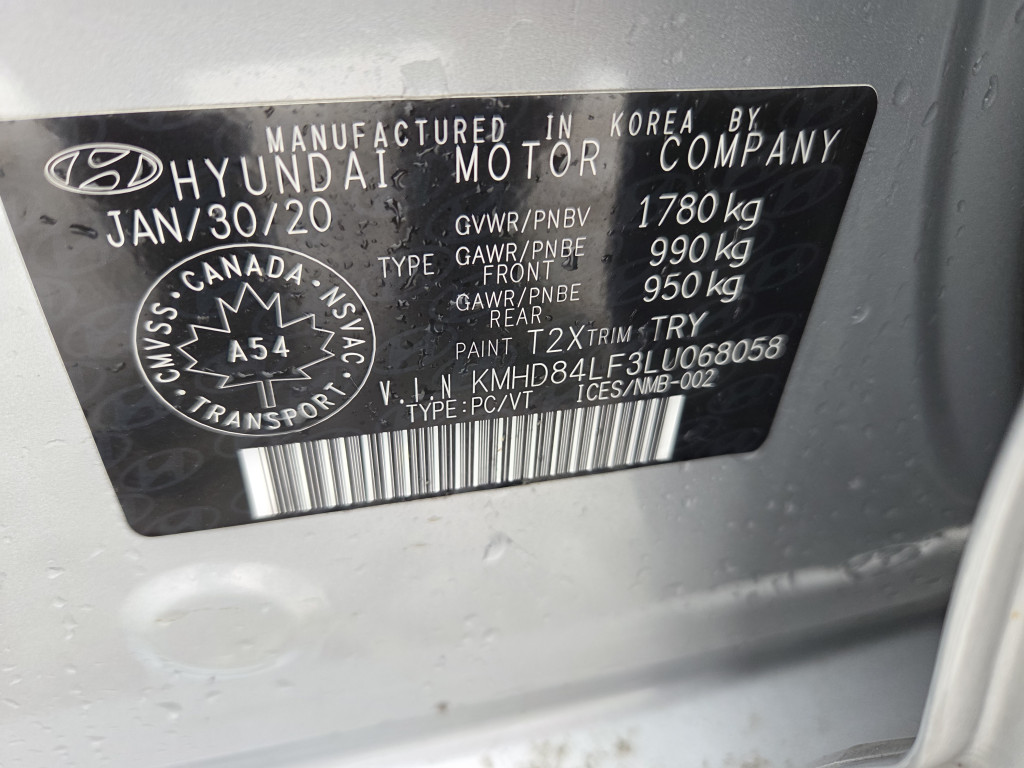 MANUFACTURED IN KOREA BY
HYUNDAI MOTOR COMPANY
JAN/30/20
GVWR/PNBV 1780 kg
TYPE GAWR/PNBE FRONT 990 kg
GAWR/PNBE REAR 950 kg
PAINT T2X TRIM TRY
V.I.N KMHD84LF3LU068058
TYPE:PC/VT ICES/NMB-002
CANADA · NSVAC · TRANSPORT · CMVSS ·
A54